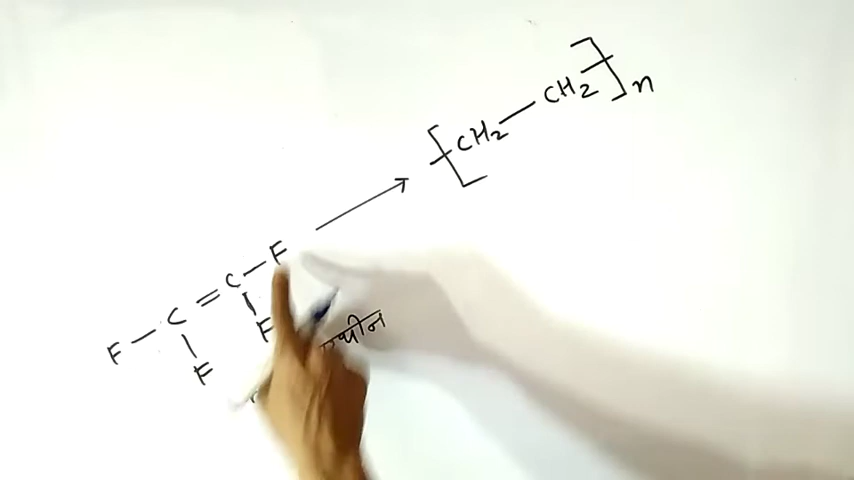 [CH2 — CH2]n
F — C = C — F
F F